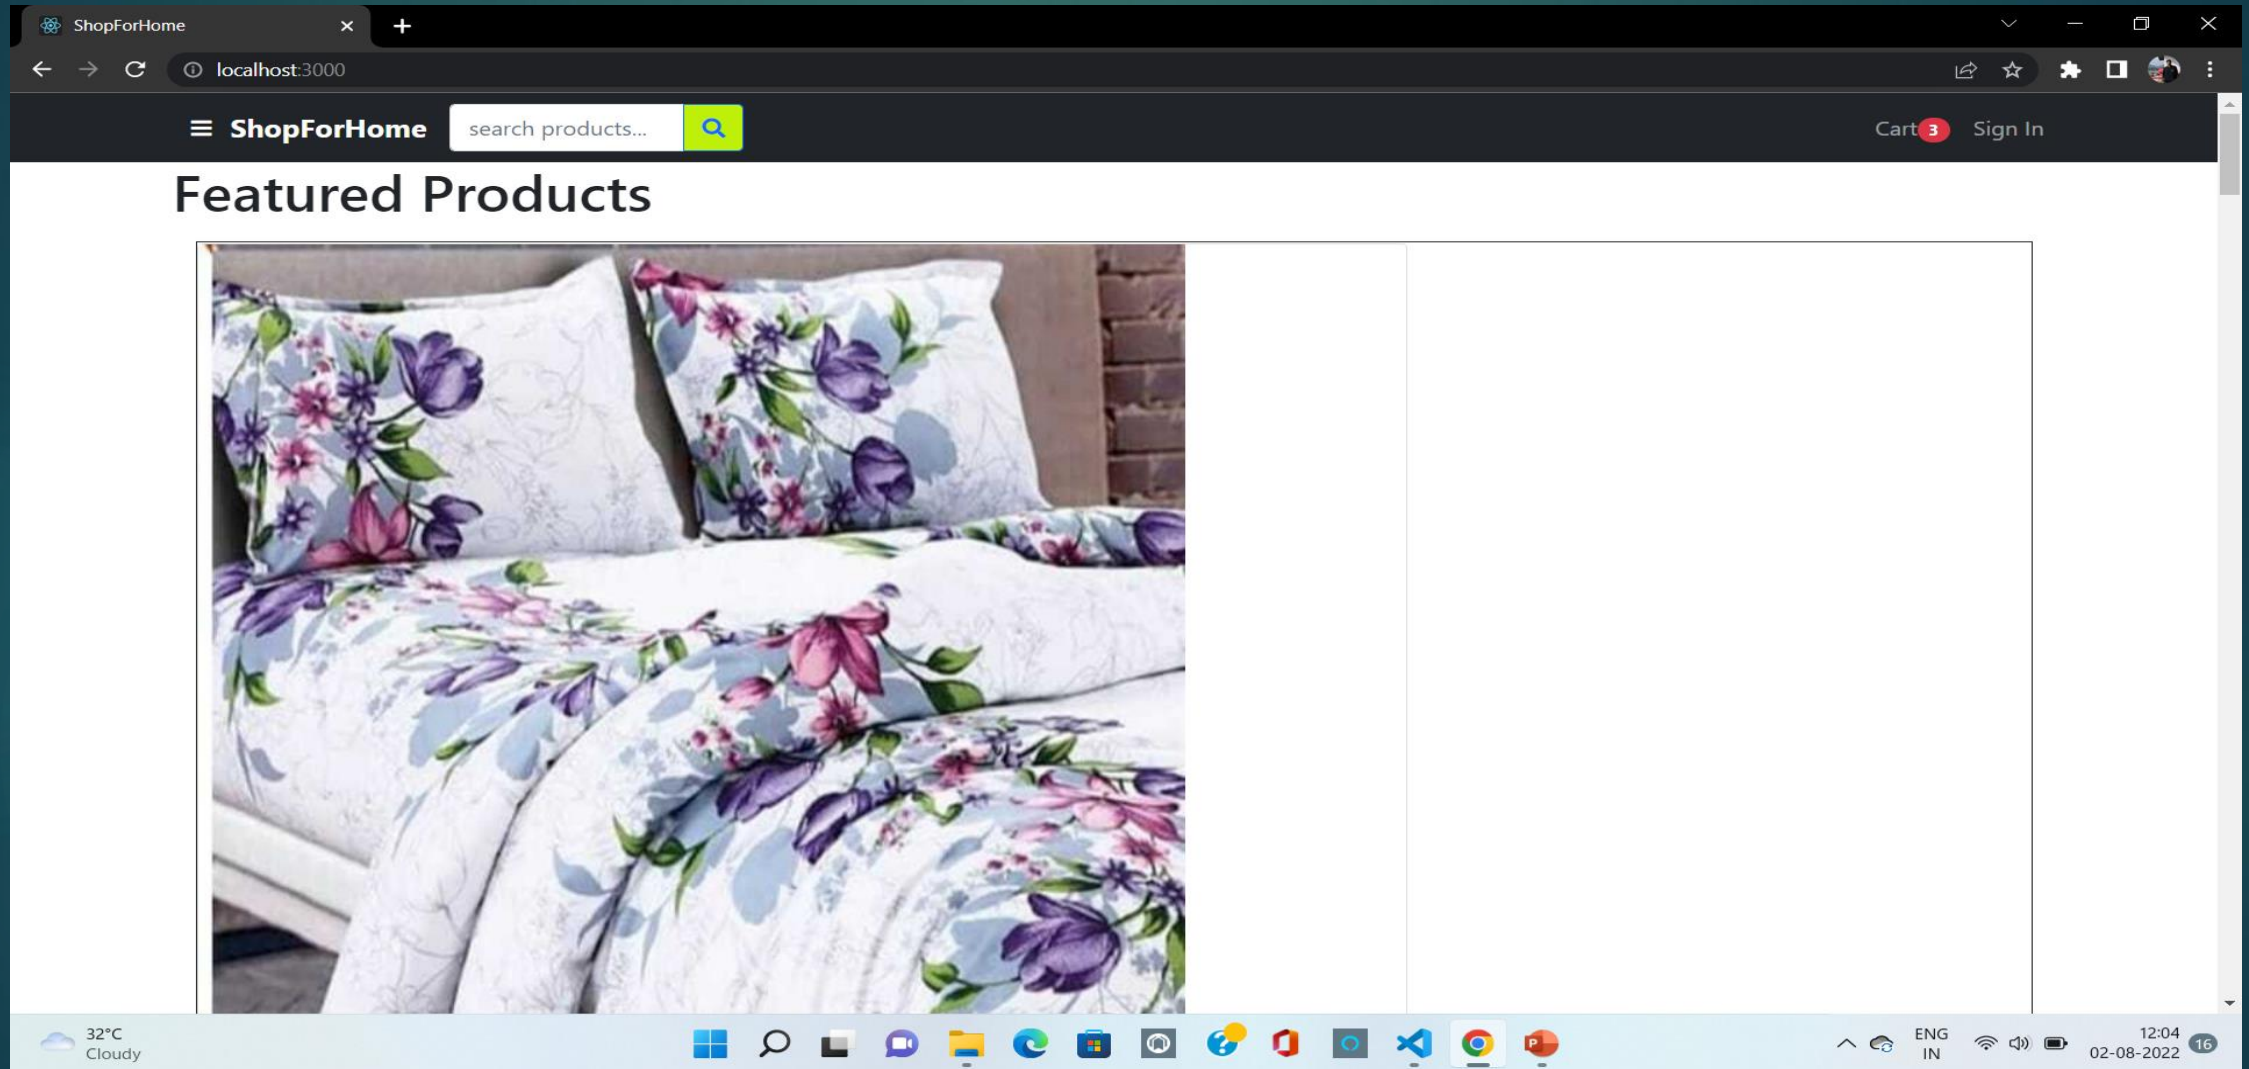 ShopForHome
localhost:3000
ShopForHome search products... Cart 3 Sign In
Featured Products
32°C
Cloudy
ENG
IN
12:04
02-08-2022
16